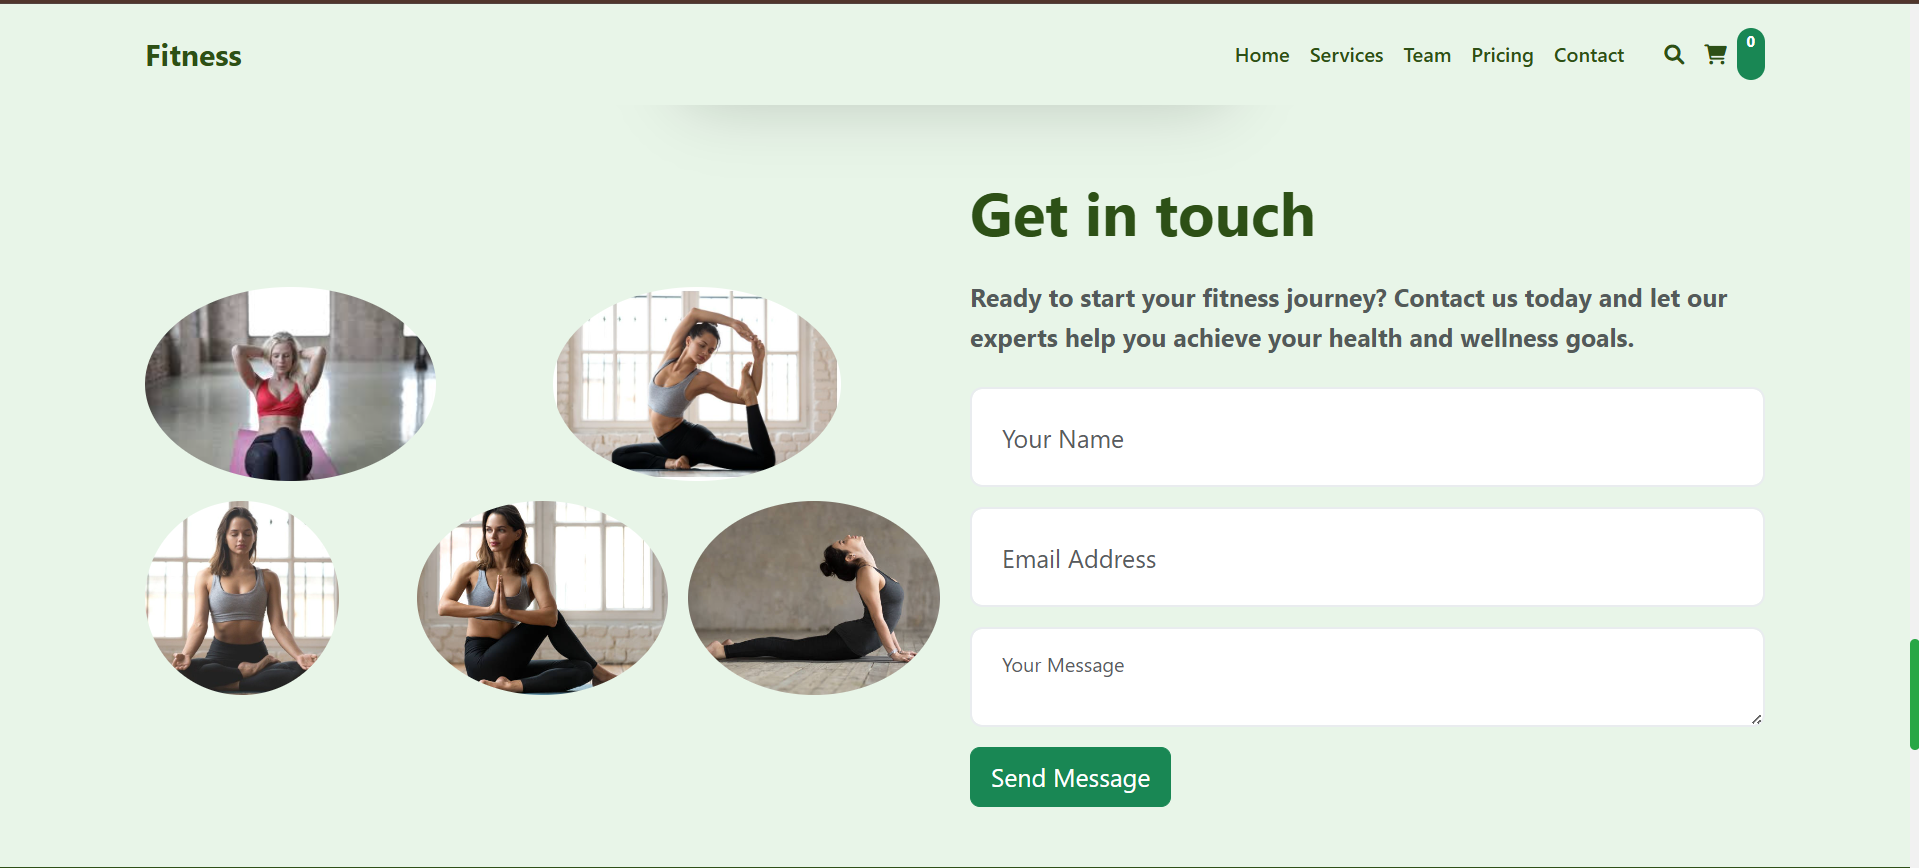 Fitness
Home Services Team Pricing Contact 0
Get in touch
Ready to start your fitness journey? Contact us today and let our
experts help you achieve your health and wellness goals.
Your Name
Email Address
Your Message
Send Message